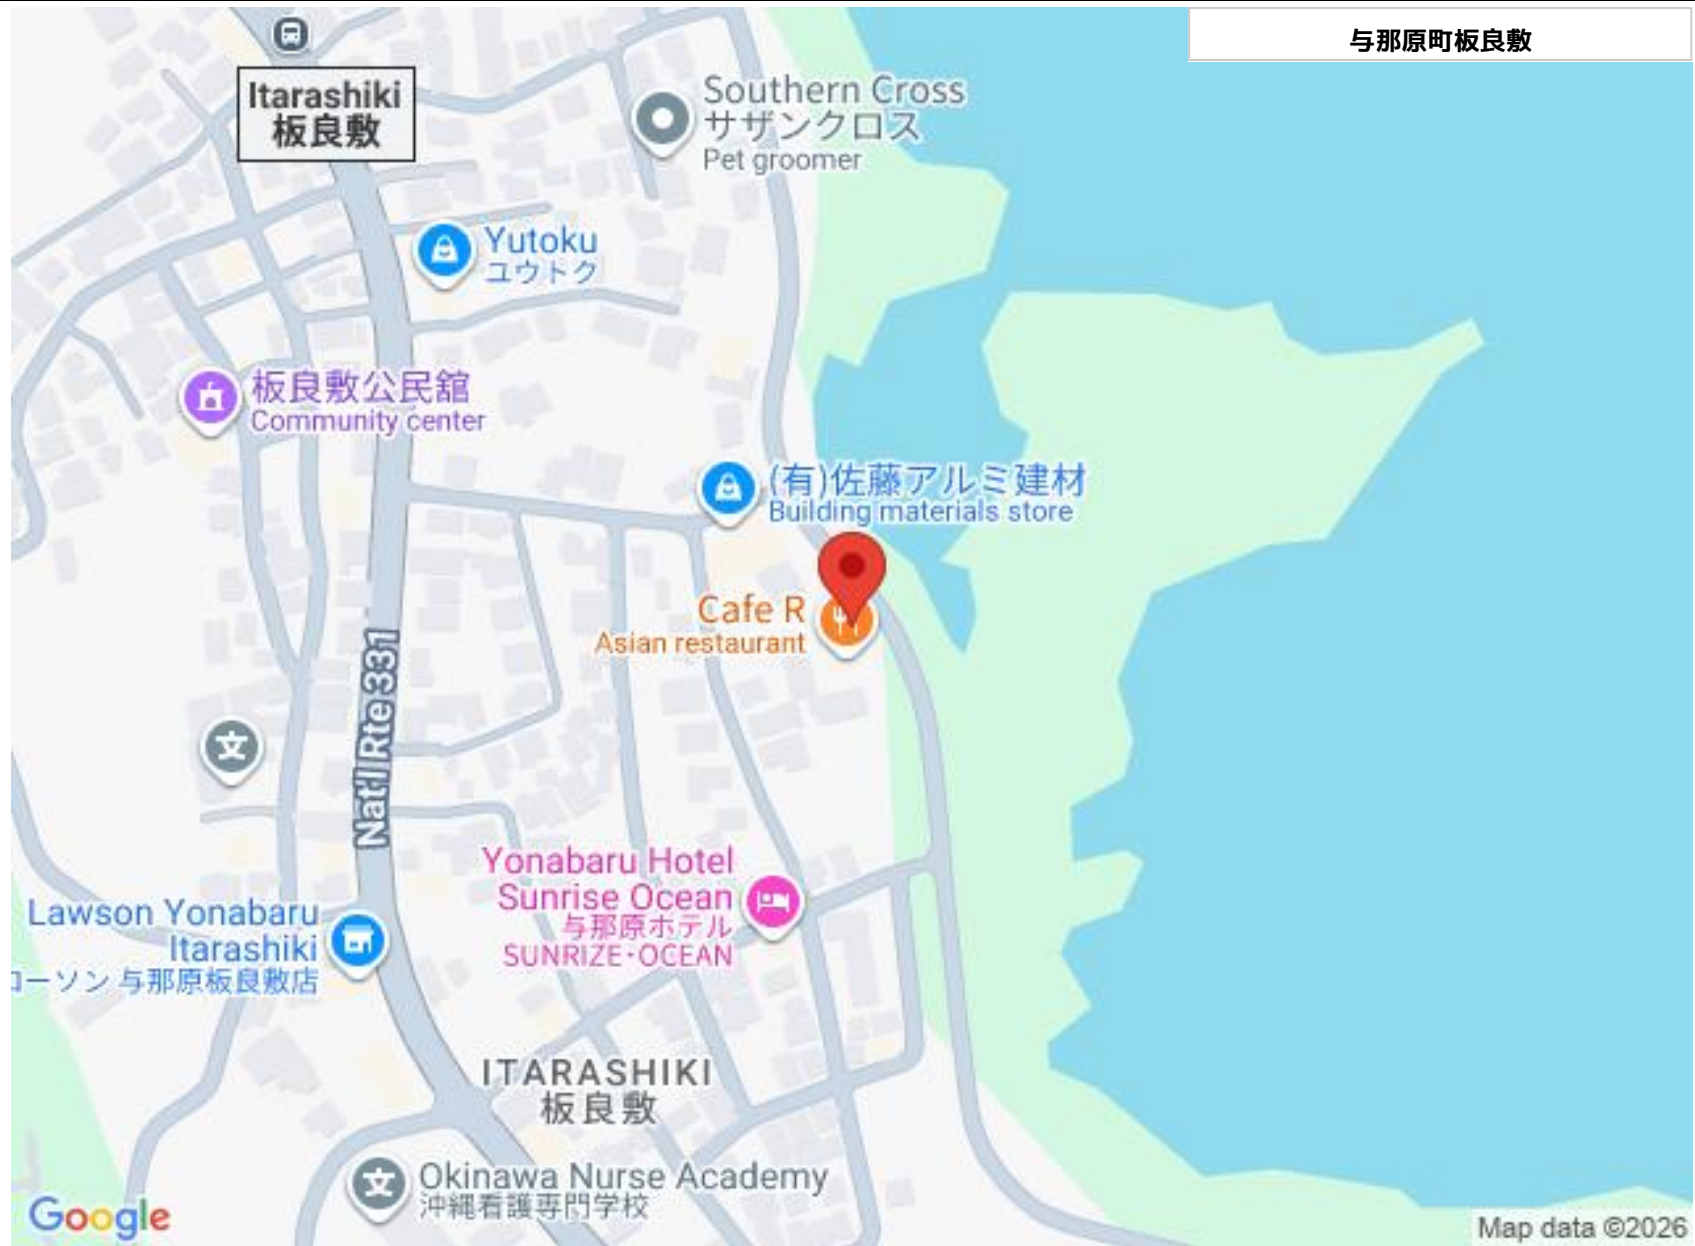 与那原町板良敷
Itarashiki
板良敷
Southern Cross
サザンクロス
Pet groomer
Yutoku
ユウトク
板良敷公民舘
Community center
(有)佐藤アルミ建材
Building materials store
Cafe R
Asian restaurant
Nat'l Rte 331
文
Yonabaru Hotel
Sunrise Ocean
与那原ホテル
SUNRIZE・OCEAN
Lawson Yonabaru
Itarashiki
ローソン 与那原板良敷店
ITARASHIKI
板良敷
文
Okinawa Nurse Academy
沖縄看護専門学校
Google
Map data ©2026